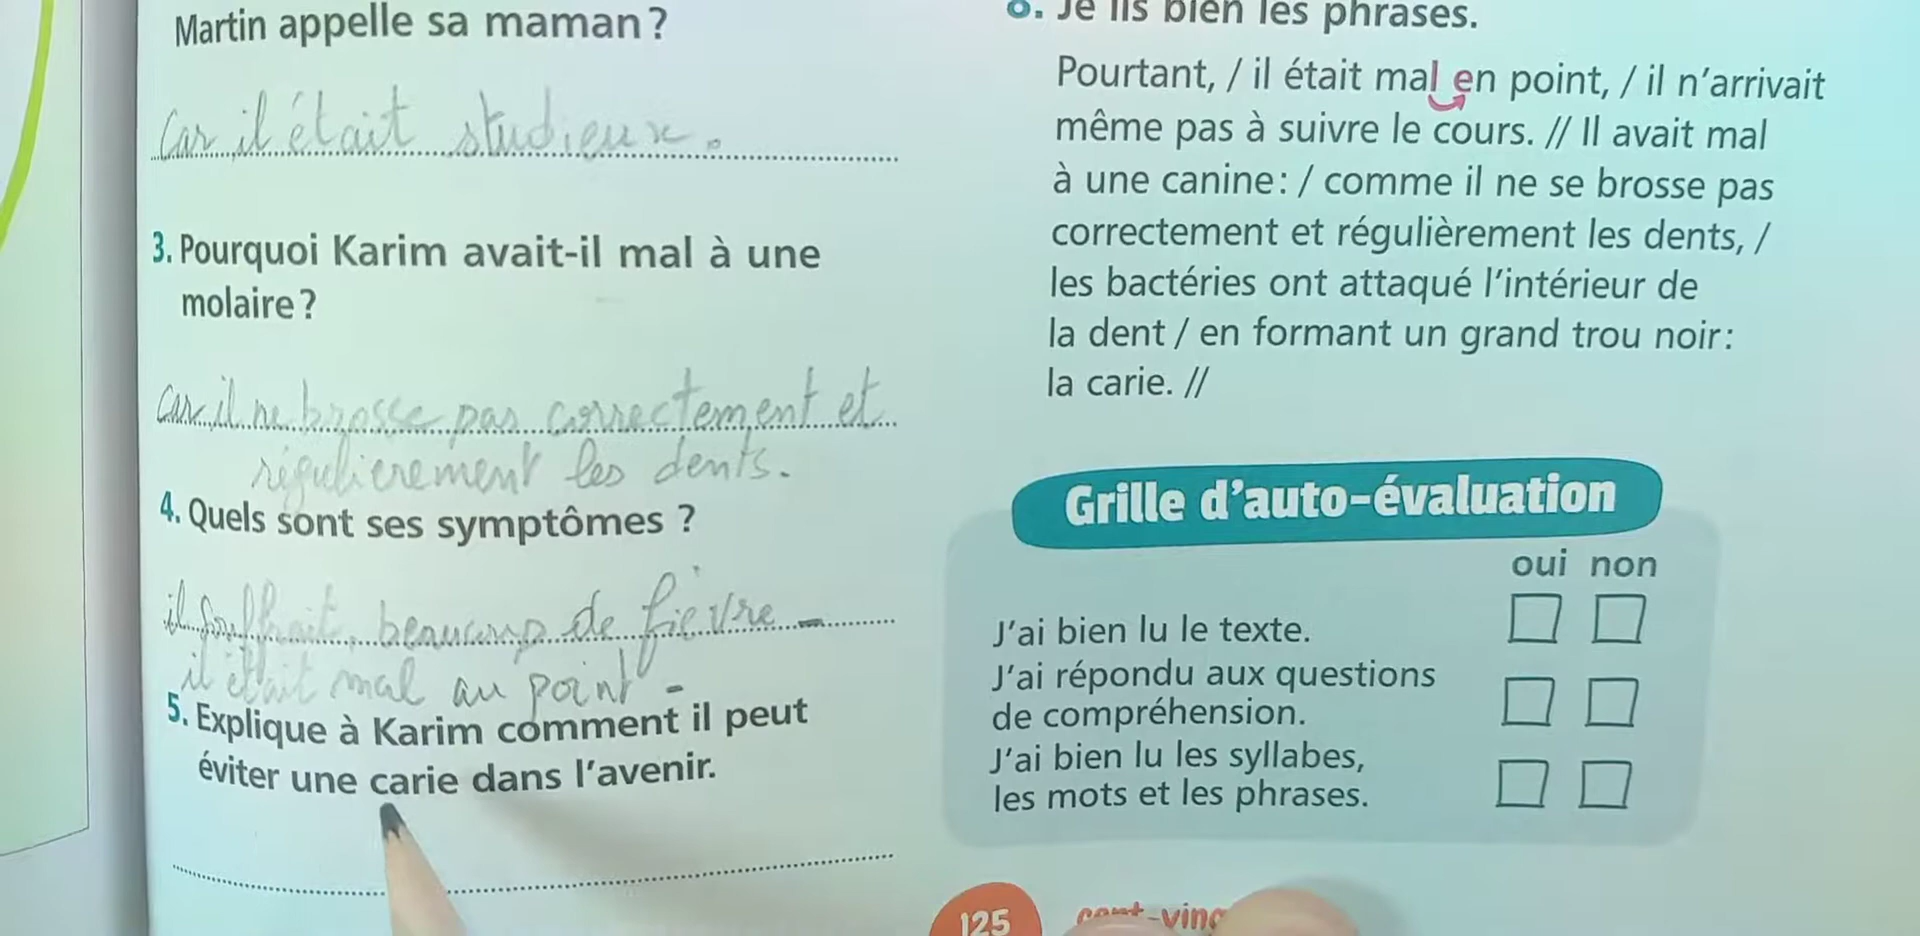 Martin appelle sa maman ?
Car il était studieux.
3. Pourquoi Karim avait-il mal à une
molaire ?
Car il ne brosse pas correctement et
régulièrement les dents.
4. Quels sont ses symptômes ?
il souffrait, beaucoup de fièvre -
il était mal au point -
5. Explique à Karim comment il peut
éviter une carie dans l'avenir.
8. Je lis bien les phrases.
Pourtant, / il était mal en point, / il n'arrivait
même pas à suivre le cours. // Il avait mal
à une canine : / comme il ne se brosse pas
correctement et régulièrement les dents, /
les bactéries ont attaqué l'intérieur de
la dent / en formant un grand trou noir :
la carie. //
Grille d'auto-évaluation
oui non
J'ai bien lu le texte.
J'ai répondu aux questions
de compréhension.
J'ai bien lu les syllabes,
les mots et les phrases.
125